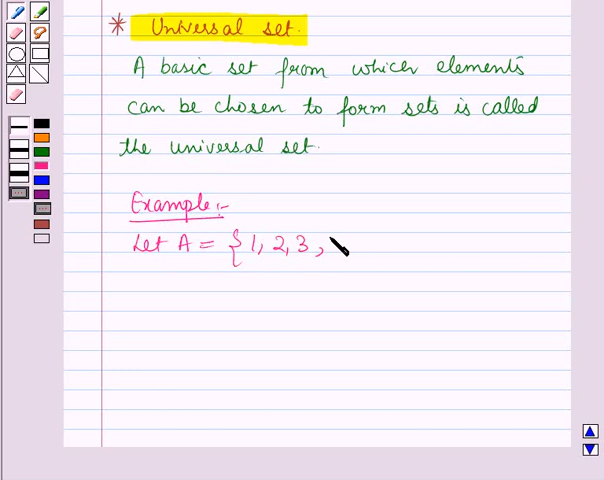 * Universal set.
A basic set from which elements
can be chosen to form sets is called
the universal set.
Example:-
Let A = { 1, 2, 3 ,